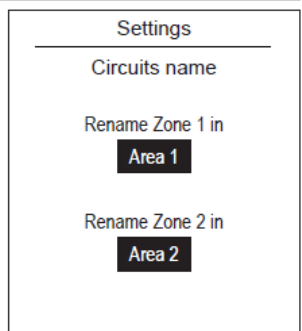 Settings
Circuits name
Rename Zone 1 in
Area 1
Rename Zone 2 in
Area 2